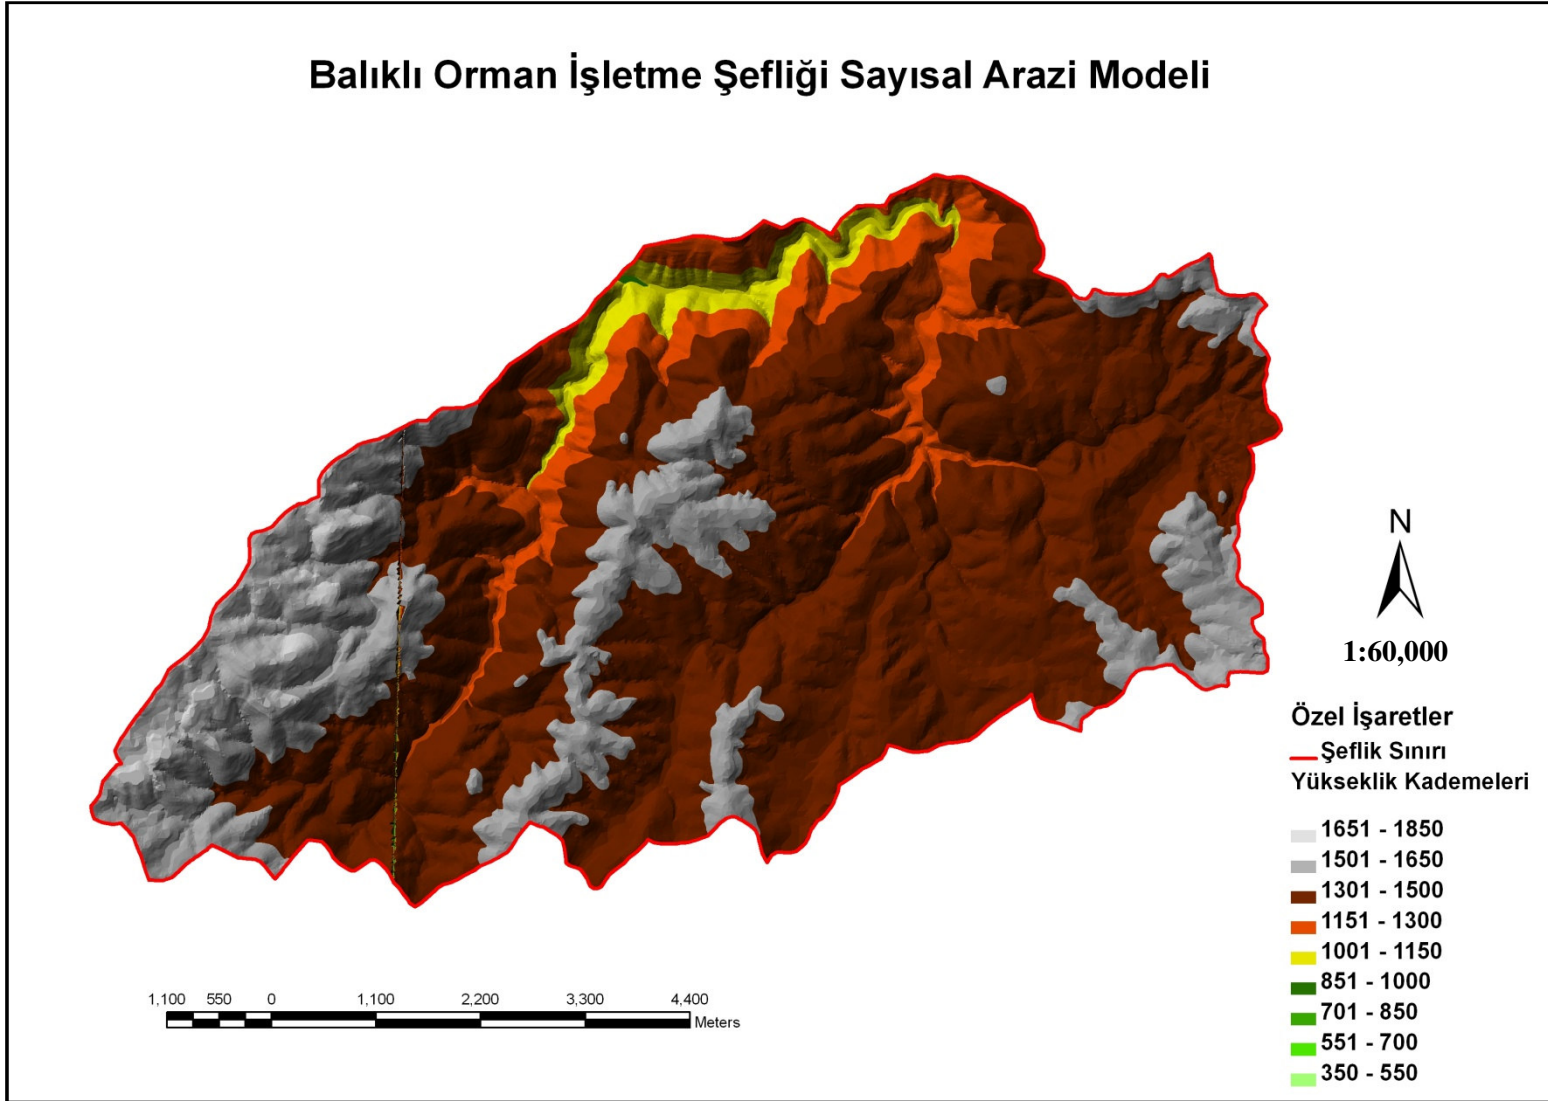 Balıklı Orman İşletme Şefliği Sayısal Arazi Modeli
N
1:60,000
Özel İşaretler
Şeflik Sınırı
Yükseklik Kademeleri
1651 - 1850
1501 - 1650
1301 - 1500
1151 - 1300
1001 - 1150
851 - 1000
701 - 850
551 - 700
350 - 550
1,100 550 0 1,100 2,200 3,300 4,400
Meters